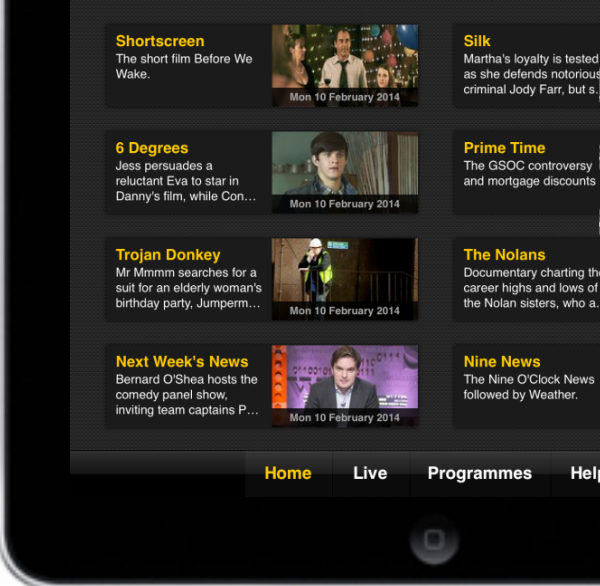 Shortscreen
The short film Before We
Wake.
Mon 10 February 2014
Silk
Martha's loyalty is tested
as she defends notorious
criminal Jody Farr, but s...
6 Degrees
Jess persuades a
reluctant Eva to star in
Danny's film, while Con...
Mon 10 February 2014
Prime Time
The GSOC controversy
and mortgage discounts
Trojan Donkey
Mr Mmmm searches for a
suit for an elderly woman's
birthday party, Jumperm...
Mon 10 February 2014
The Nolans
Documentary charting the
career highs and lows of
the Nolan sisters, who a...
Next Week's News
Bernard O'Shea hosts the
comedy panel show,
inviting team captains P...
Mon 10 February 2014
Nine News
The Nine O'Clock News
followed by Weather.
Home Live Programmes Help